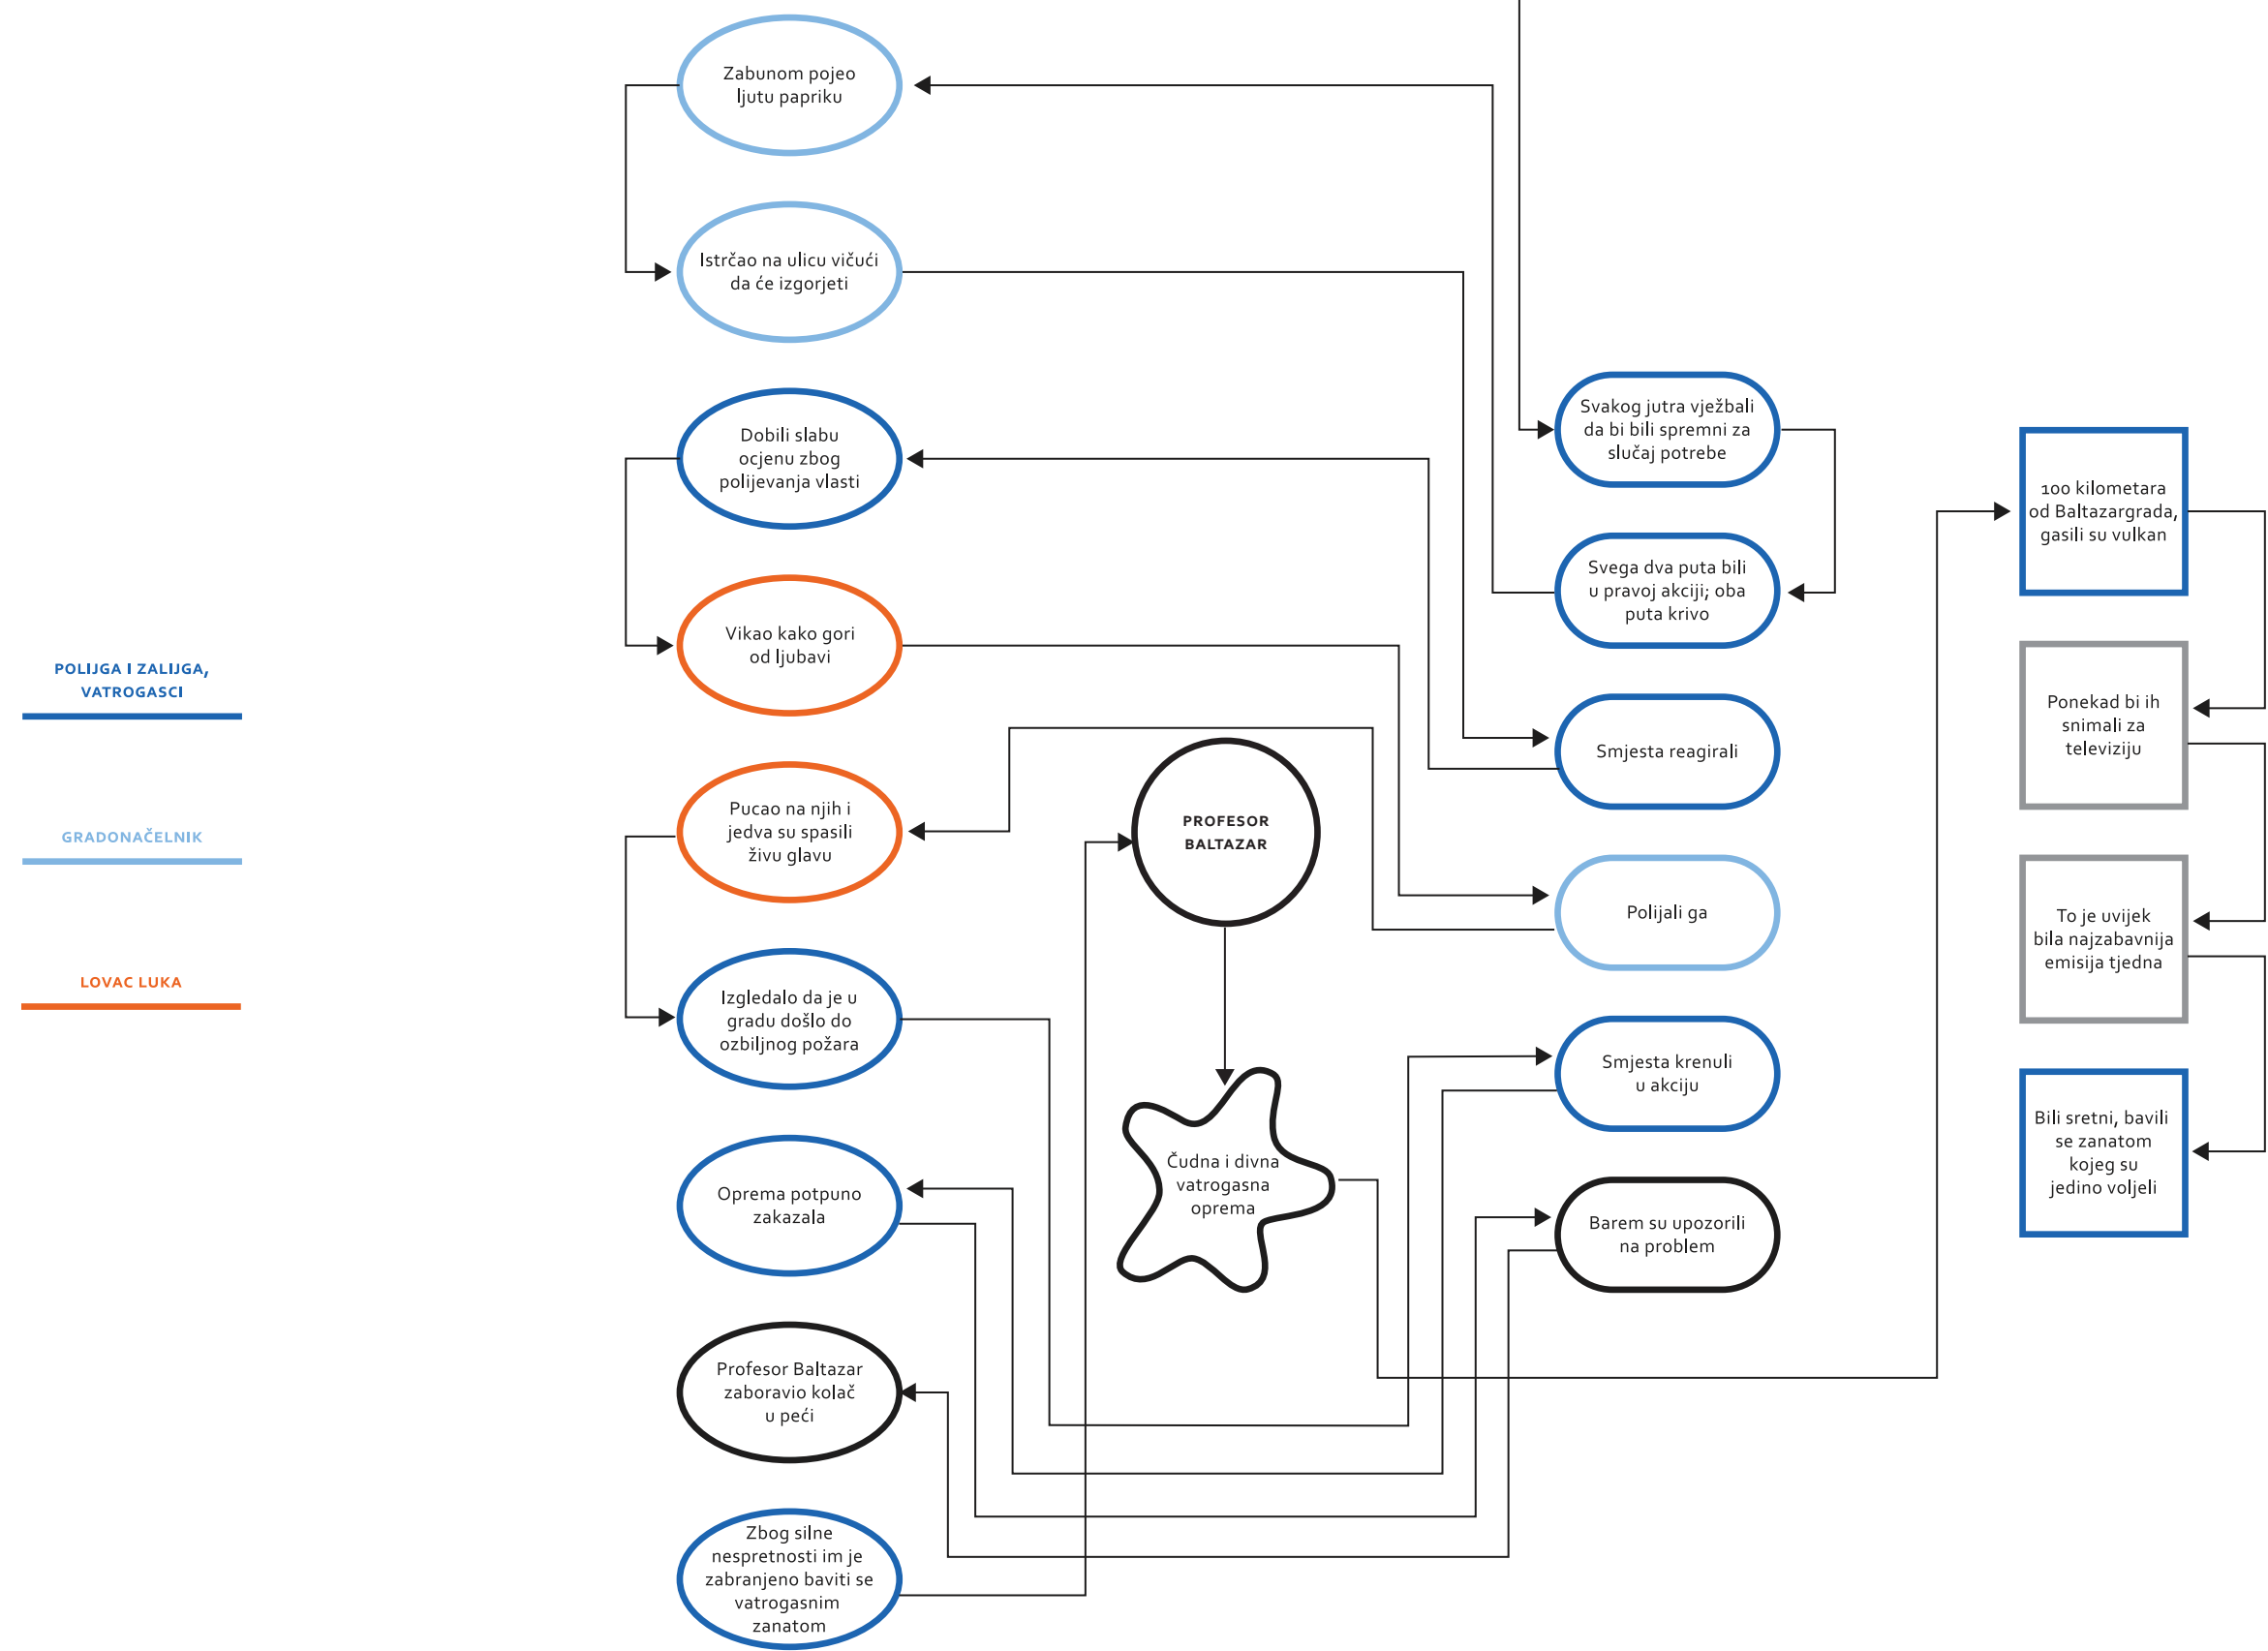 POLIJGA I ZALIJGA,
VATROGASCI
GRADONAČELNIK
LOVAC LUKA
Zabunom pojeo
ljutu papriku
Istrčao na ulicu vičući
da će izgorjeti
Dobili slabu
ocjenu zbog
polijevanja vlasti
Vikao kako gori
od ljubavi
Pucao na njih i
jedva su spasili
živu glavu
Izgledalo da je u
gradu došlo do
ozbiljnog požara
Oprema potpuno
zakazala
Profesor Baltazar
zaboravio kolač
u peći
Zbog silne
nespretnosti im je
zabranjeno baviti se
vatrogasnim
zanatom
PROFESOR
BALTAZAR
Čudna i divna
vatrogasna
oprema
Svakog jutra vježbali
da bi bili spremni za
slučaj potrebe
Svega dva puta bili
u pravoj akciji; oba
puta krivo
Smjesta reagirali
Polijali ga
Smjesta krenuli
u akciju
Barem su upozorili
na problem
100 kilometara
od Baltazargrada,
gasili su vulkan
Ponekad bi ih
snimali za
televiziju
To je uvijek
bila najzabavnija
emisija tjedna
Bili sretni, bavili
se zanatom
kojeg su
jedino voljeli